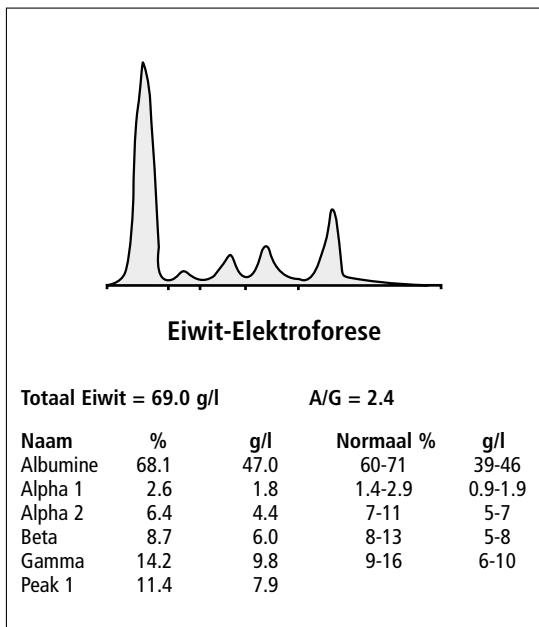 Eiwit-Elektroforese
Totaal Eiwit = 69.0 g/l A/G = 2.4
Naam % g/l Normaal % g/l
Albumine 68.1 47.0 60-71 39-46
Alpha 1 2.6 1.8 1.4-2.9 0.9-1.9
Alpha 2 6.4 4.4 7-11 5-7
Beta 8.7 6.0 8-13 5-8
Gamma 14.2 9.8 9-16 6-10
Peak 1 11.4 7.9